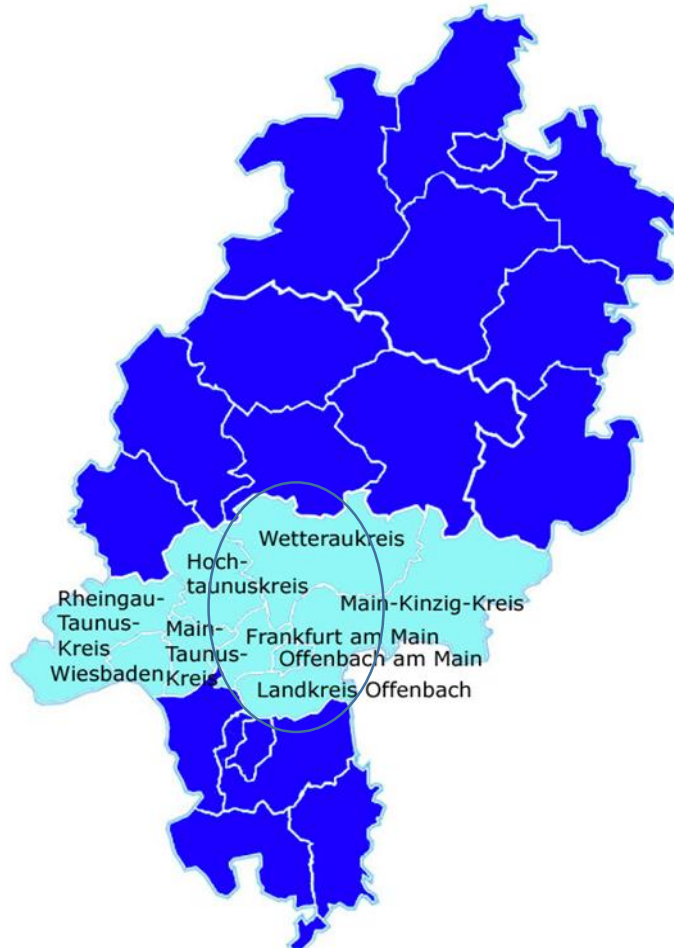 Wetteraukreis
Hoch-
taunuskreis
Rheingau-
Taunus-
Kreis
Wiesbaden
Main-
Taunus-
Kreis
Main-Kinzig-Kreis
Frankfurt am Main
Offenbach am Main
Landkreis Offenbach